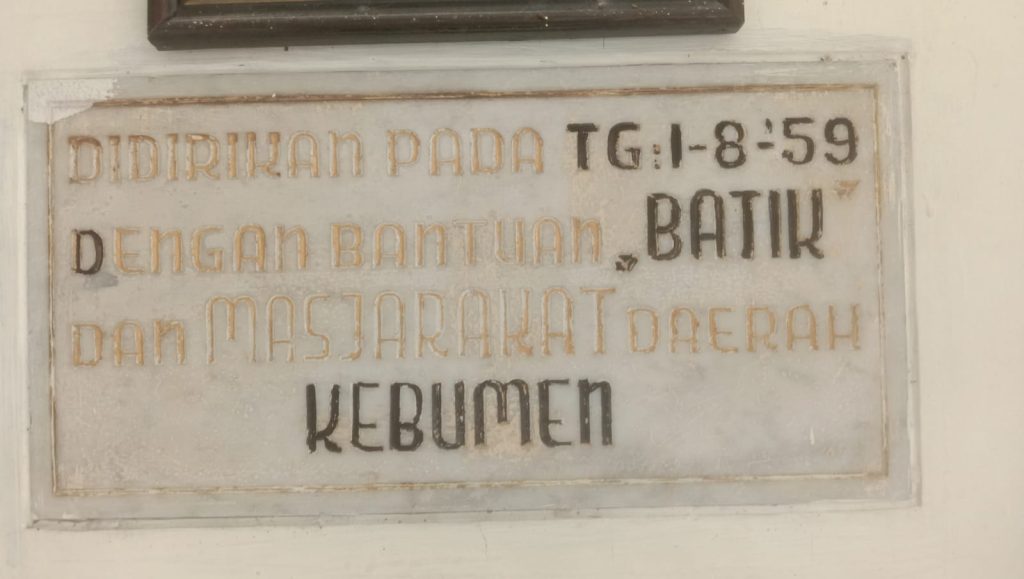 DIDIRIKAN PADA TG:1-8-'59
DENGAN BANTUAN „BATIK”
DAN MASJARAKAT DAERAH
KEBUMEN